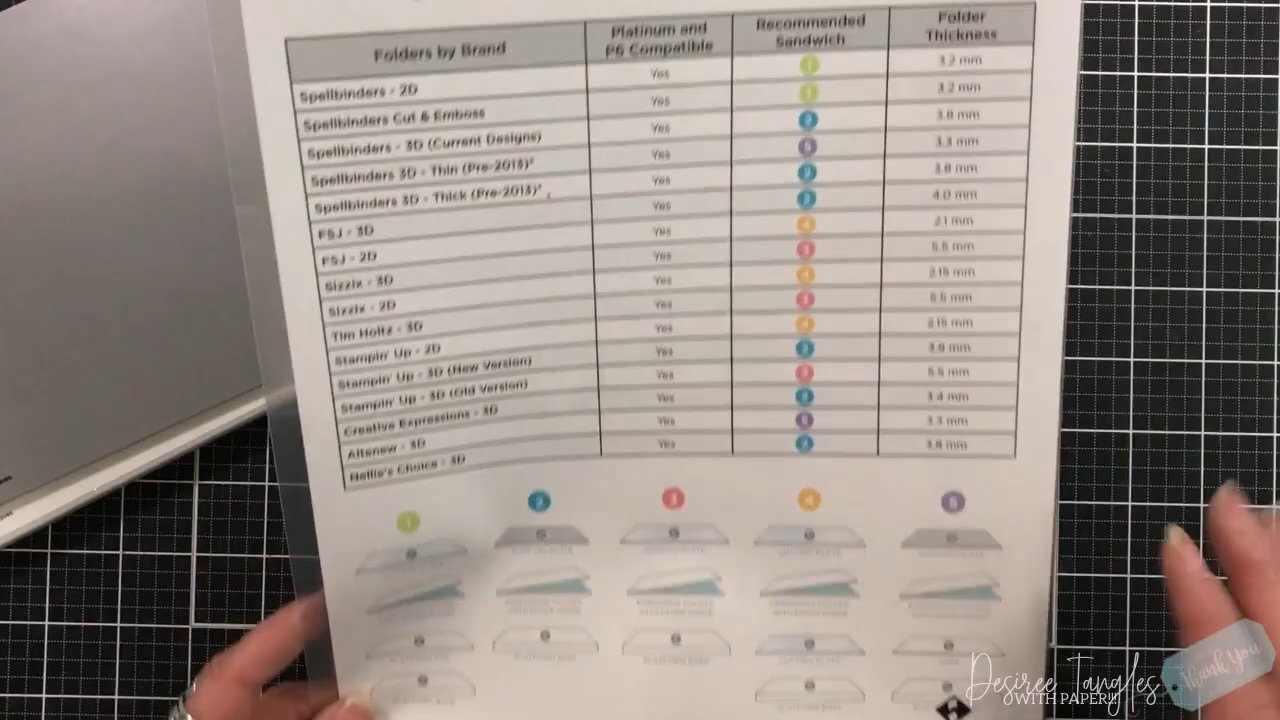 Folders by Brand Platinum and P6 Compatible Recommended Sandwich Folder Thickness
Spellbinders - 2D Yes 1 3.2 mm
Spellbinders Cut & Emboss Yes 1 3.2 mm
Spellbinders - 3D (Current Designs) Yes 2 3.8 mm
Spellbinders 3D - Thin (Pre-2013)* Yes 5 3.3 mm
Spellbinders 3D - Thick (Pre-2013)* Yes 2 3.8 mm
FSJ - 3D Yes 2 4.0 mm
FSJ - 2D Yes 4 2.1 mm
Sizzix - 3D Yes 3 5.5 mm
Sizzix - 2D Yes 4 2.15 mm
Tim Holtz - 3D Yes 3 5.5 mm
Stampin' Up - 2D Yes 4 2.15 mm
Stampin' Up - 3D (New Version) Yes 2 3.8 mm
Stampin' Up - 3D (Old Version) Yes 3 5.5 mm
Creative Expressions - 3D Yes 2 3.4 mm
Altenew - 3D Yes 5 3.3 mm
Nellie's Choice - 3D Yes 2 3.8 mm
1 2 3 4 5
Desiree Tangles
WITH PAPER!!!
Thank You